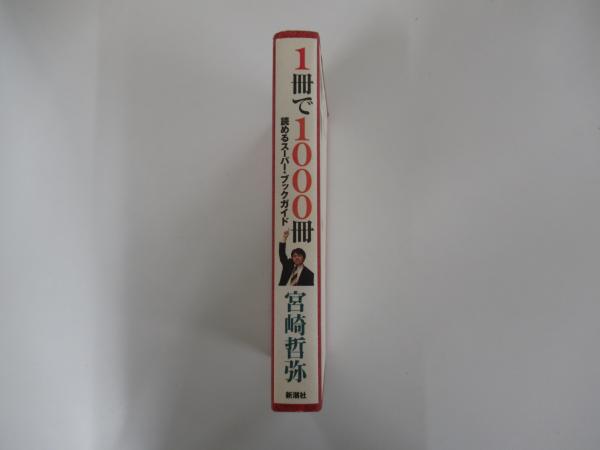 1冊で1000冊
読めるスーパー・ブックガイド
宮崎哲弥
新潮社